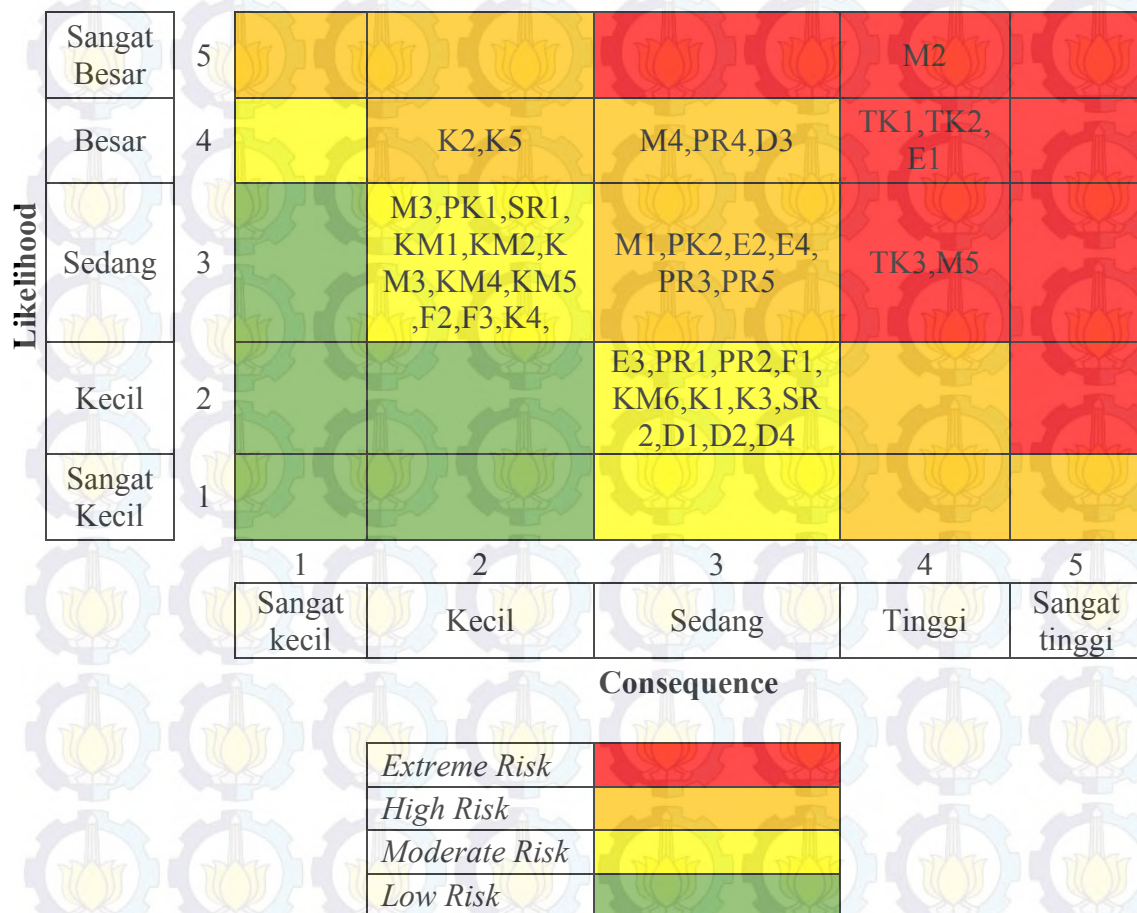 Likelihood
Sangat
Besar
5
M2
Besar
4
K2,K5
M4,PR4,D3
TK1,TK2,
E1
Sedang
3
M3,PK1,SR1,
KM1,KM2,K
M3,KM4,KM5
,F2,F3,K4,
M1,PK2,E2,E4,
PR3,PR5
TK3,M5
Kecil
2
E3,PR1,PR2,F1,
KM6,K1,K3,SR
2,D1,D2,D4
Sangat
Kecil
1
1
2
3
4
5
Sangat
kecil
Kecil
Sedang
Tinggi
Sangat
tinggi
Consequence
Extreme Risk
High Risk
Moderate Risk
Low Risk